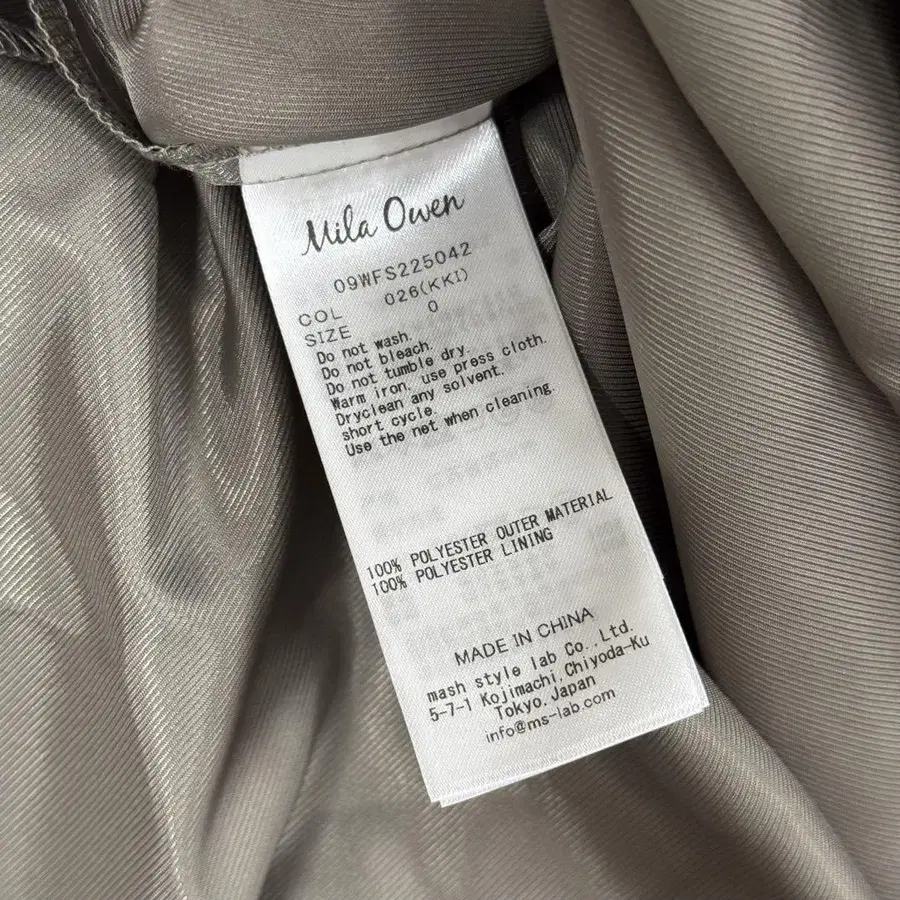 Mila Owen
09WFS225042
COL 026(KKI)
SIZE 0
Do not wash.
Do not bleach.
Do not tumble dry.
Warm iron, use press cloth.
Dryclean any solvent.
short cycle.
Use the net when cleaning.
100% POLYESTER OUTER MATERIAL
100% POLYESTER LINING
MADE IN CHINA
mash style lab Co.,Ltd.
5-7-1 Kojimachi,Chiyoda-Ku
Tokyo,Japan
info@ms-lab.com